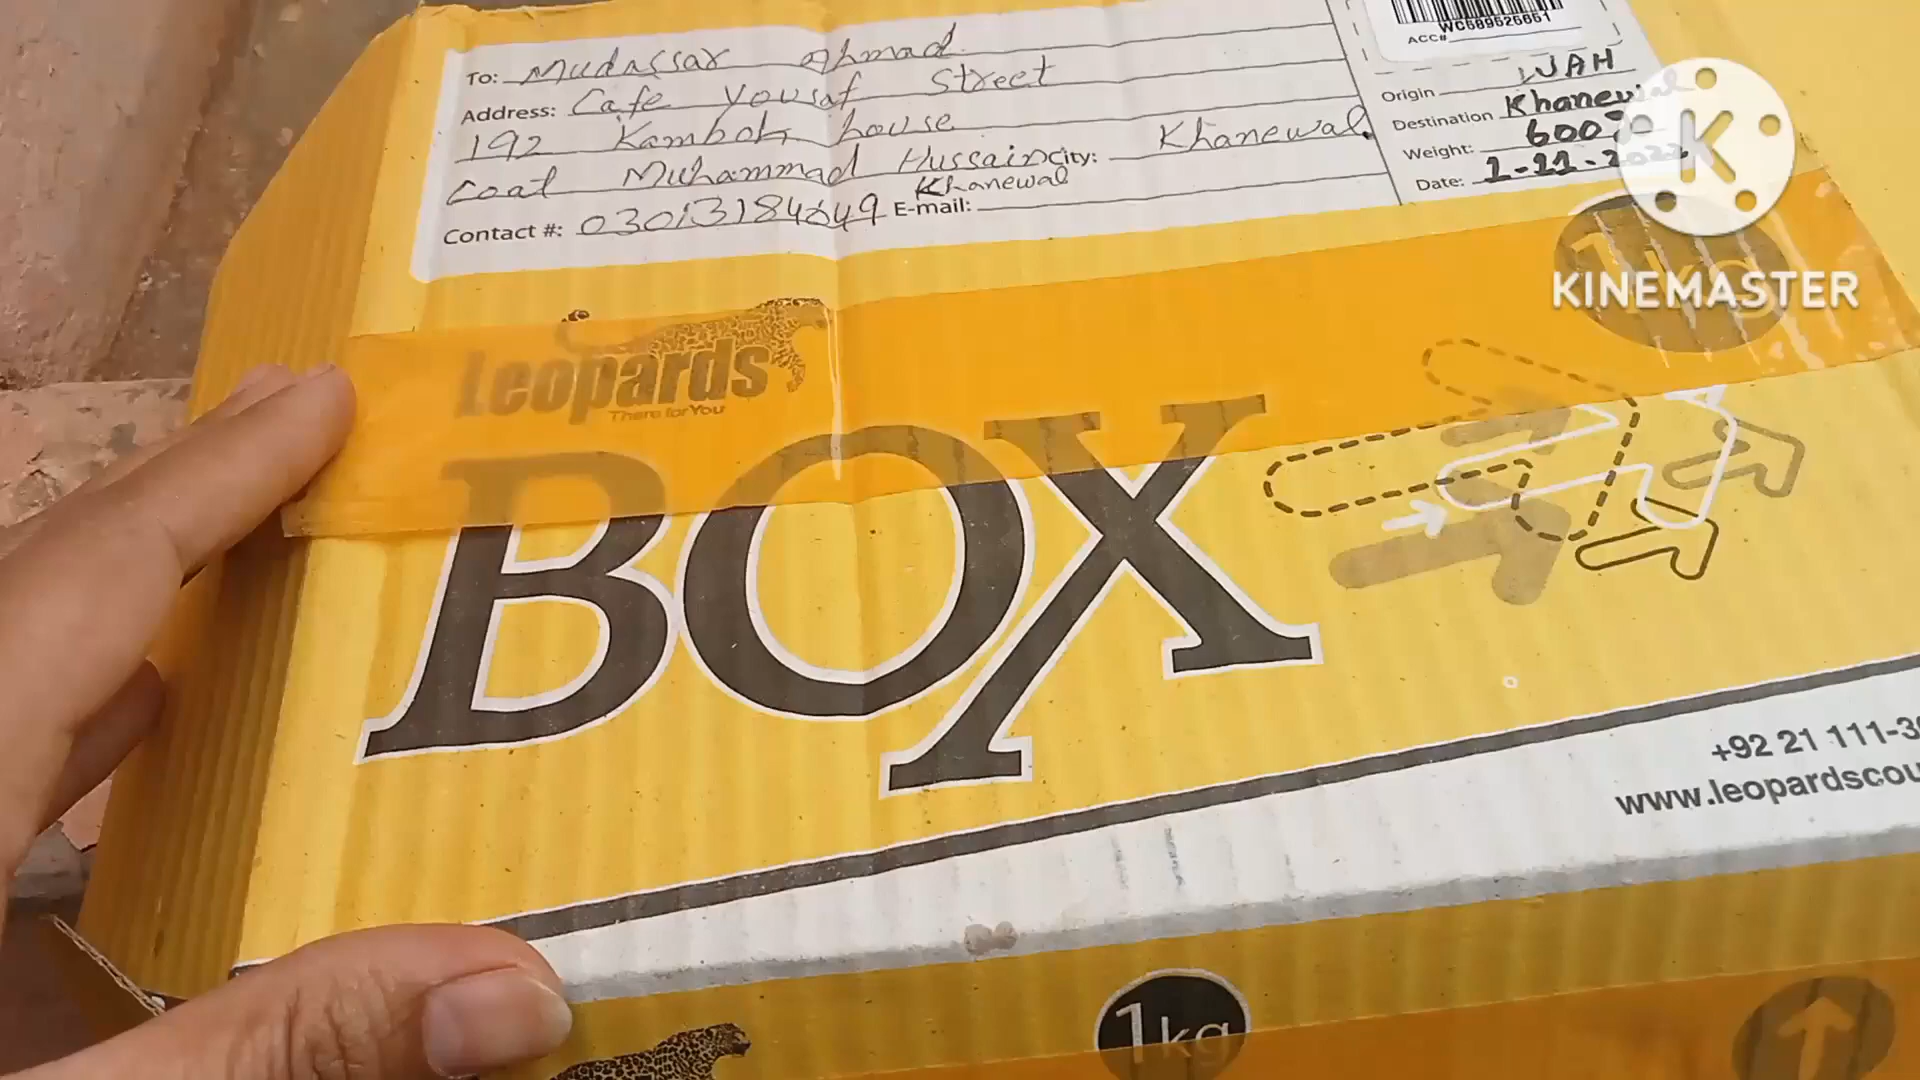 To: Mudassar Ahmad
Address: Cafe Yousaf Street
192 Kamboh house
Coat Muhammad Hussain City: Khanewal
Khanewal
Contact #: E-mail:
WC589525651
ACC#
Origin WAH
Destination Khanewal
Weight:
Date:
KINEMASTER
1kg
Leopards
There for You
BOX
+92 21 111-3
www.leopardscou
1kg